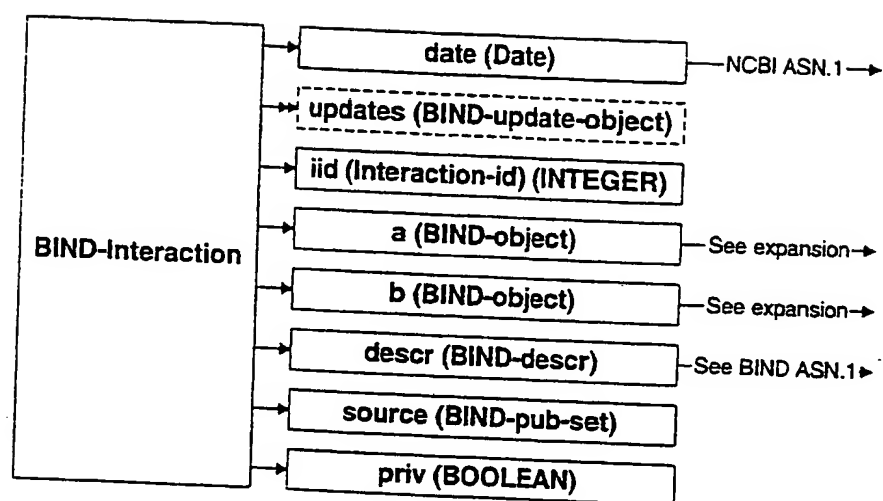 date (Date)
NCBI ASN.1
updates (BIND-update-object)
iid (Interaction-id) (INTEGER)
BIND-Interaction
a (BIND-object)
See expansion
b (BIND-object)
See expansion
descr (BIND-descr)
See BIND ASN.1
source (BIND-pub-set)
priv (BOOLEAN)